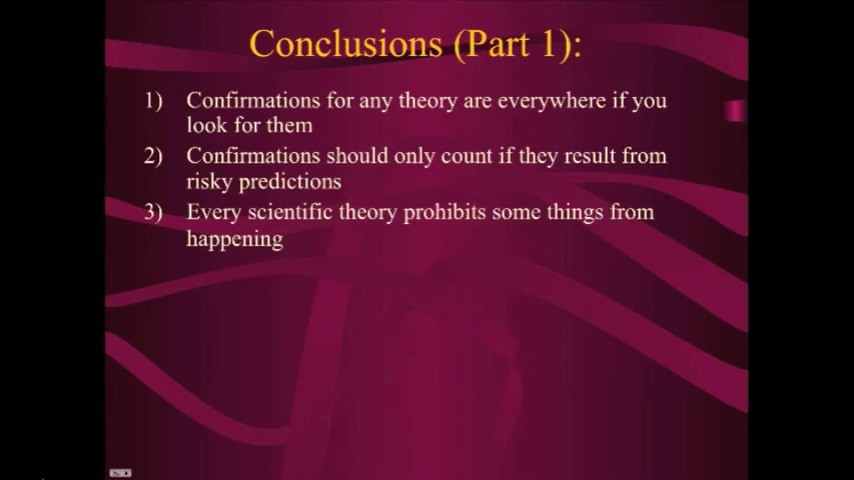 Conclusions (Part 1):
1) Confirmations for any theory are everywhere if you
look for them
2) Confirmations should only count if they result from
risky predictions
3) Every scientific theory prohibits some things from
happening